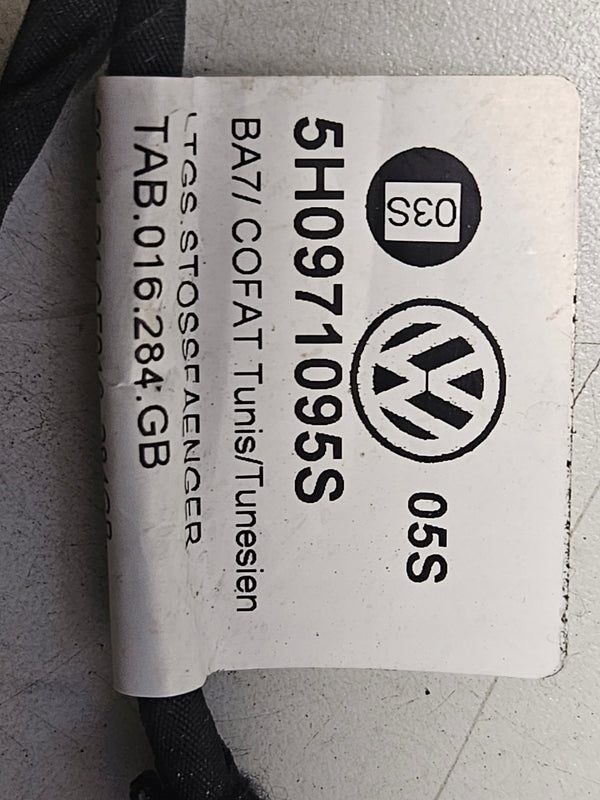 03S
05S
5H0971095S
BA7/ COFAT Tunis/Tunesien
LTGS.STOSSFAENGER
TAB.016.284.GB